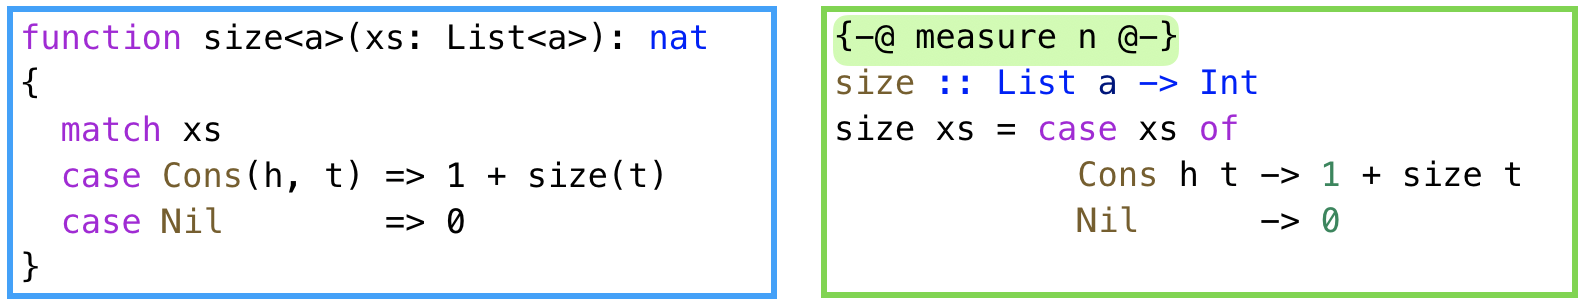 function size<a>(xs: List<a>): nat
{
  match xs
  case Cons(h, t) => 1 + size(t)
  case Nil        => 0
}
{-@ measure n @-}
size :: List a -> Int
size xs = case xs of
            Cons h t -> 1 + size t
            Nil      -> 0